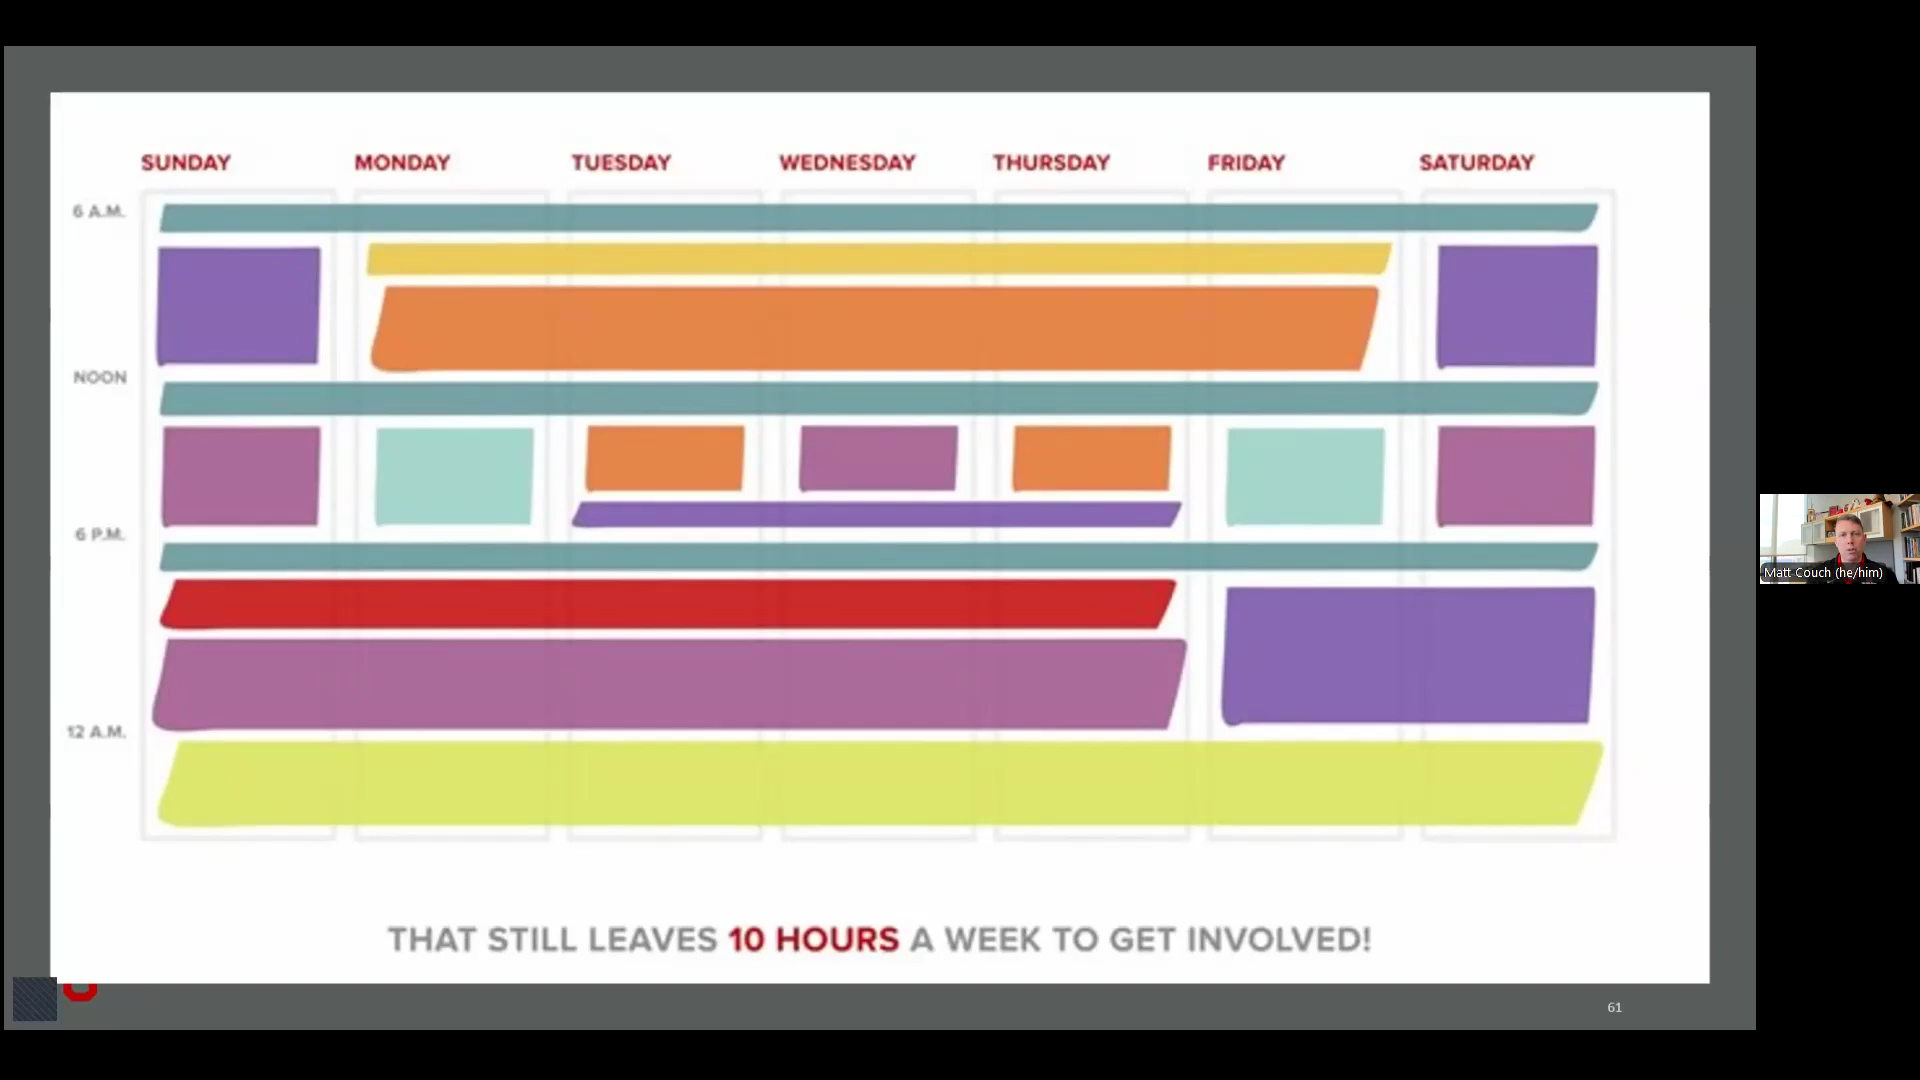 SUNDAY MONDAY TUESDAY WEDNESDAY THURSDAY FRIDAY SATURDAY
6 A.M.
NOON
6 P.M.
12 A.M.
THAT STILL LEAVES 10 HOURS A WEEK TO GET INVOLVED!
61
Matt Couch (he/him)